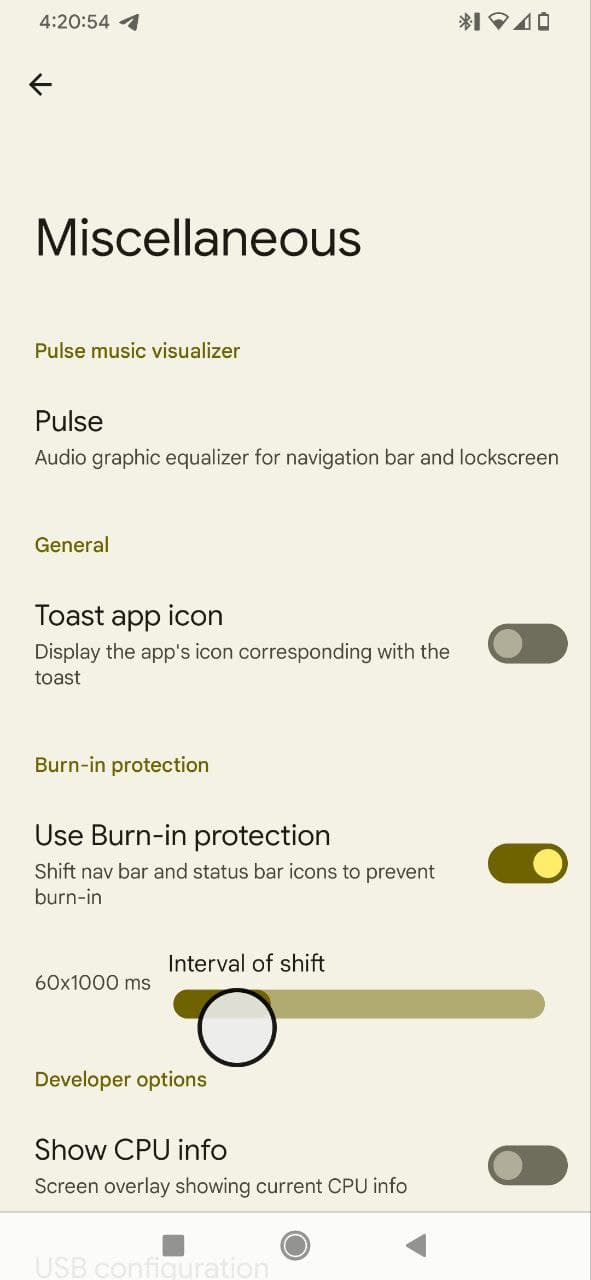 4:20:54
Miscellaneous
Pulse music visualizer
Pulse
Audio graphic equalizer for navigation bar and lockscreen
General
Toast app icon
Display the app's icon corresponding with the
toast
Burn-in protection
Use Burn-in protection
Shift nav bar and status bar icons to prevent
burn-in
Interval of shift
60x1000 ms
Developer options
Show CPU info
Screen overlay showing current CPU info
USB configuration